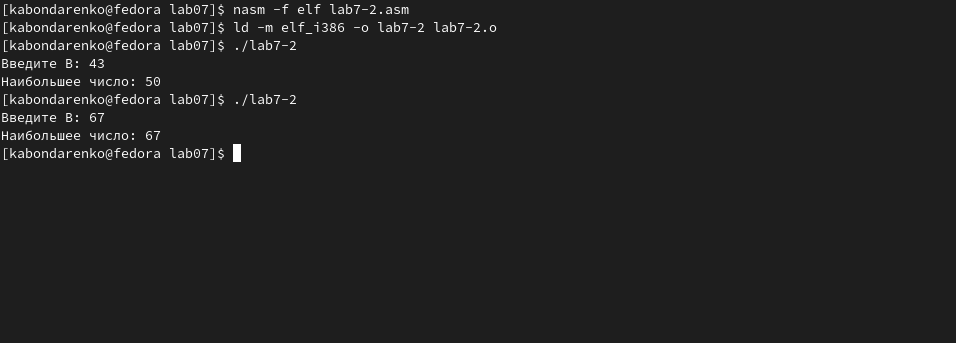 [kabondarenko@fedora lab07]$ nasm -f elf lab7-2.asm
[kabondarenko@fedora lab07]$ ld -m elf_i386 -o lab7-2 lab7-2.o
[kabondarenko@fedora lab07]$ ./lab7-2
Введите B: 43
Наибольшее число: 50
[kabondarenko@fedora lab07]$ ./lab7-2
Введите B: 67
Наибольшее число: 67
[kabondarenko@fedora lab07]$